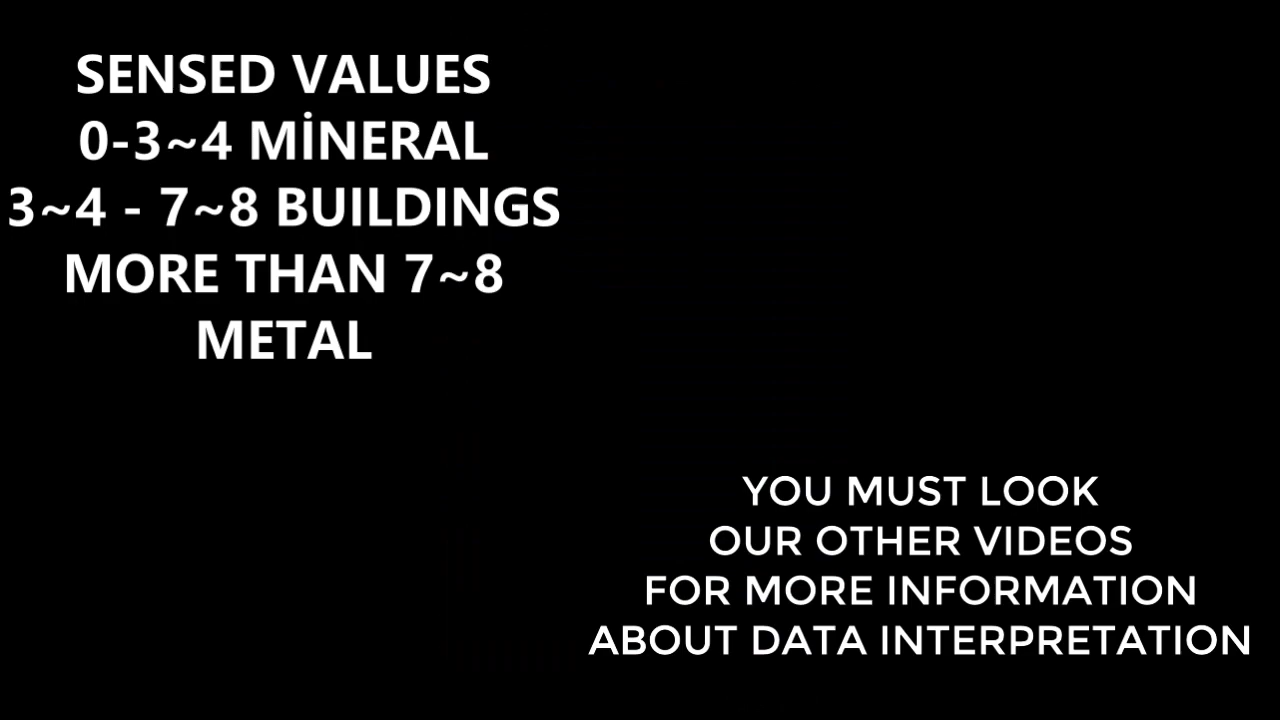 SENSED VALUES
0-3~4 MİNERAL
3~4 - 7~8 BUILDINGS
MORE THAN 7~8
METAL
YOU MUST LOOK
OUR OTHER VIDEOS
FOR MORE INFORMATION
ABOUT DATA INTERPRETATION